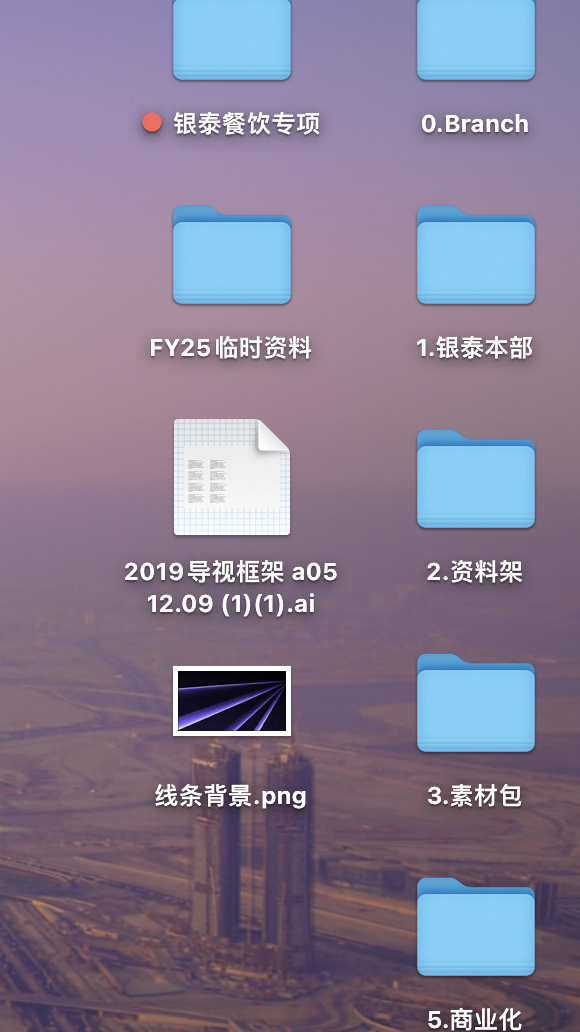 银泰餐饮专项
0.Branch
FY25临时资料
1.银泰本部
2019导视框架 a05
12.09 (1)(1).ai
2.资料架
线条背景.png
3.素材包
5.商业化